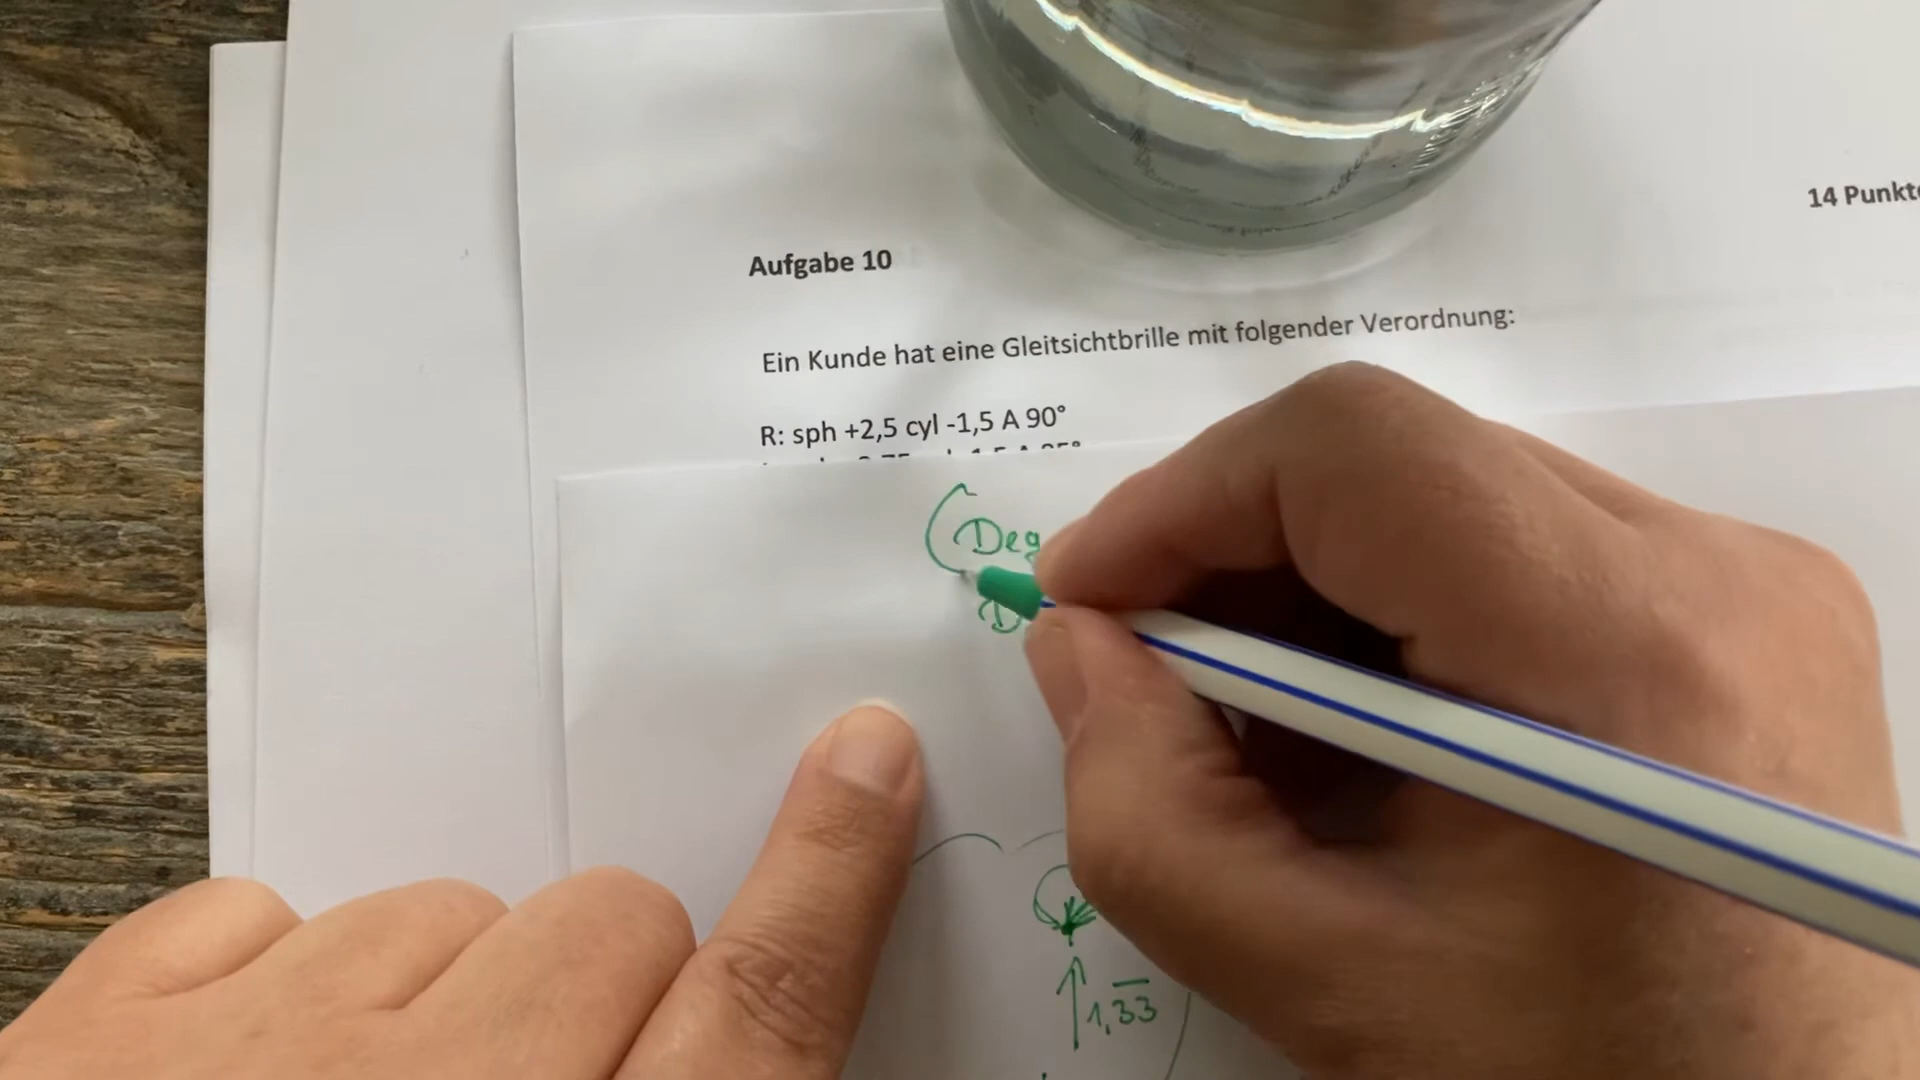 14 Punkte
Aufgabe 10
Ein Kunde hat eine Gleitsichtbrille mit folgender Verordnung:
R: sph +2,5 cyl -1,5 A 90°
Deg
D
1,33